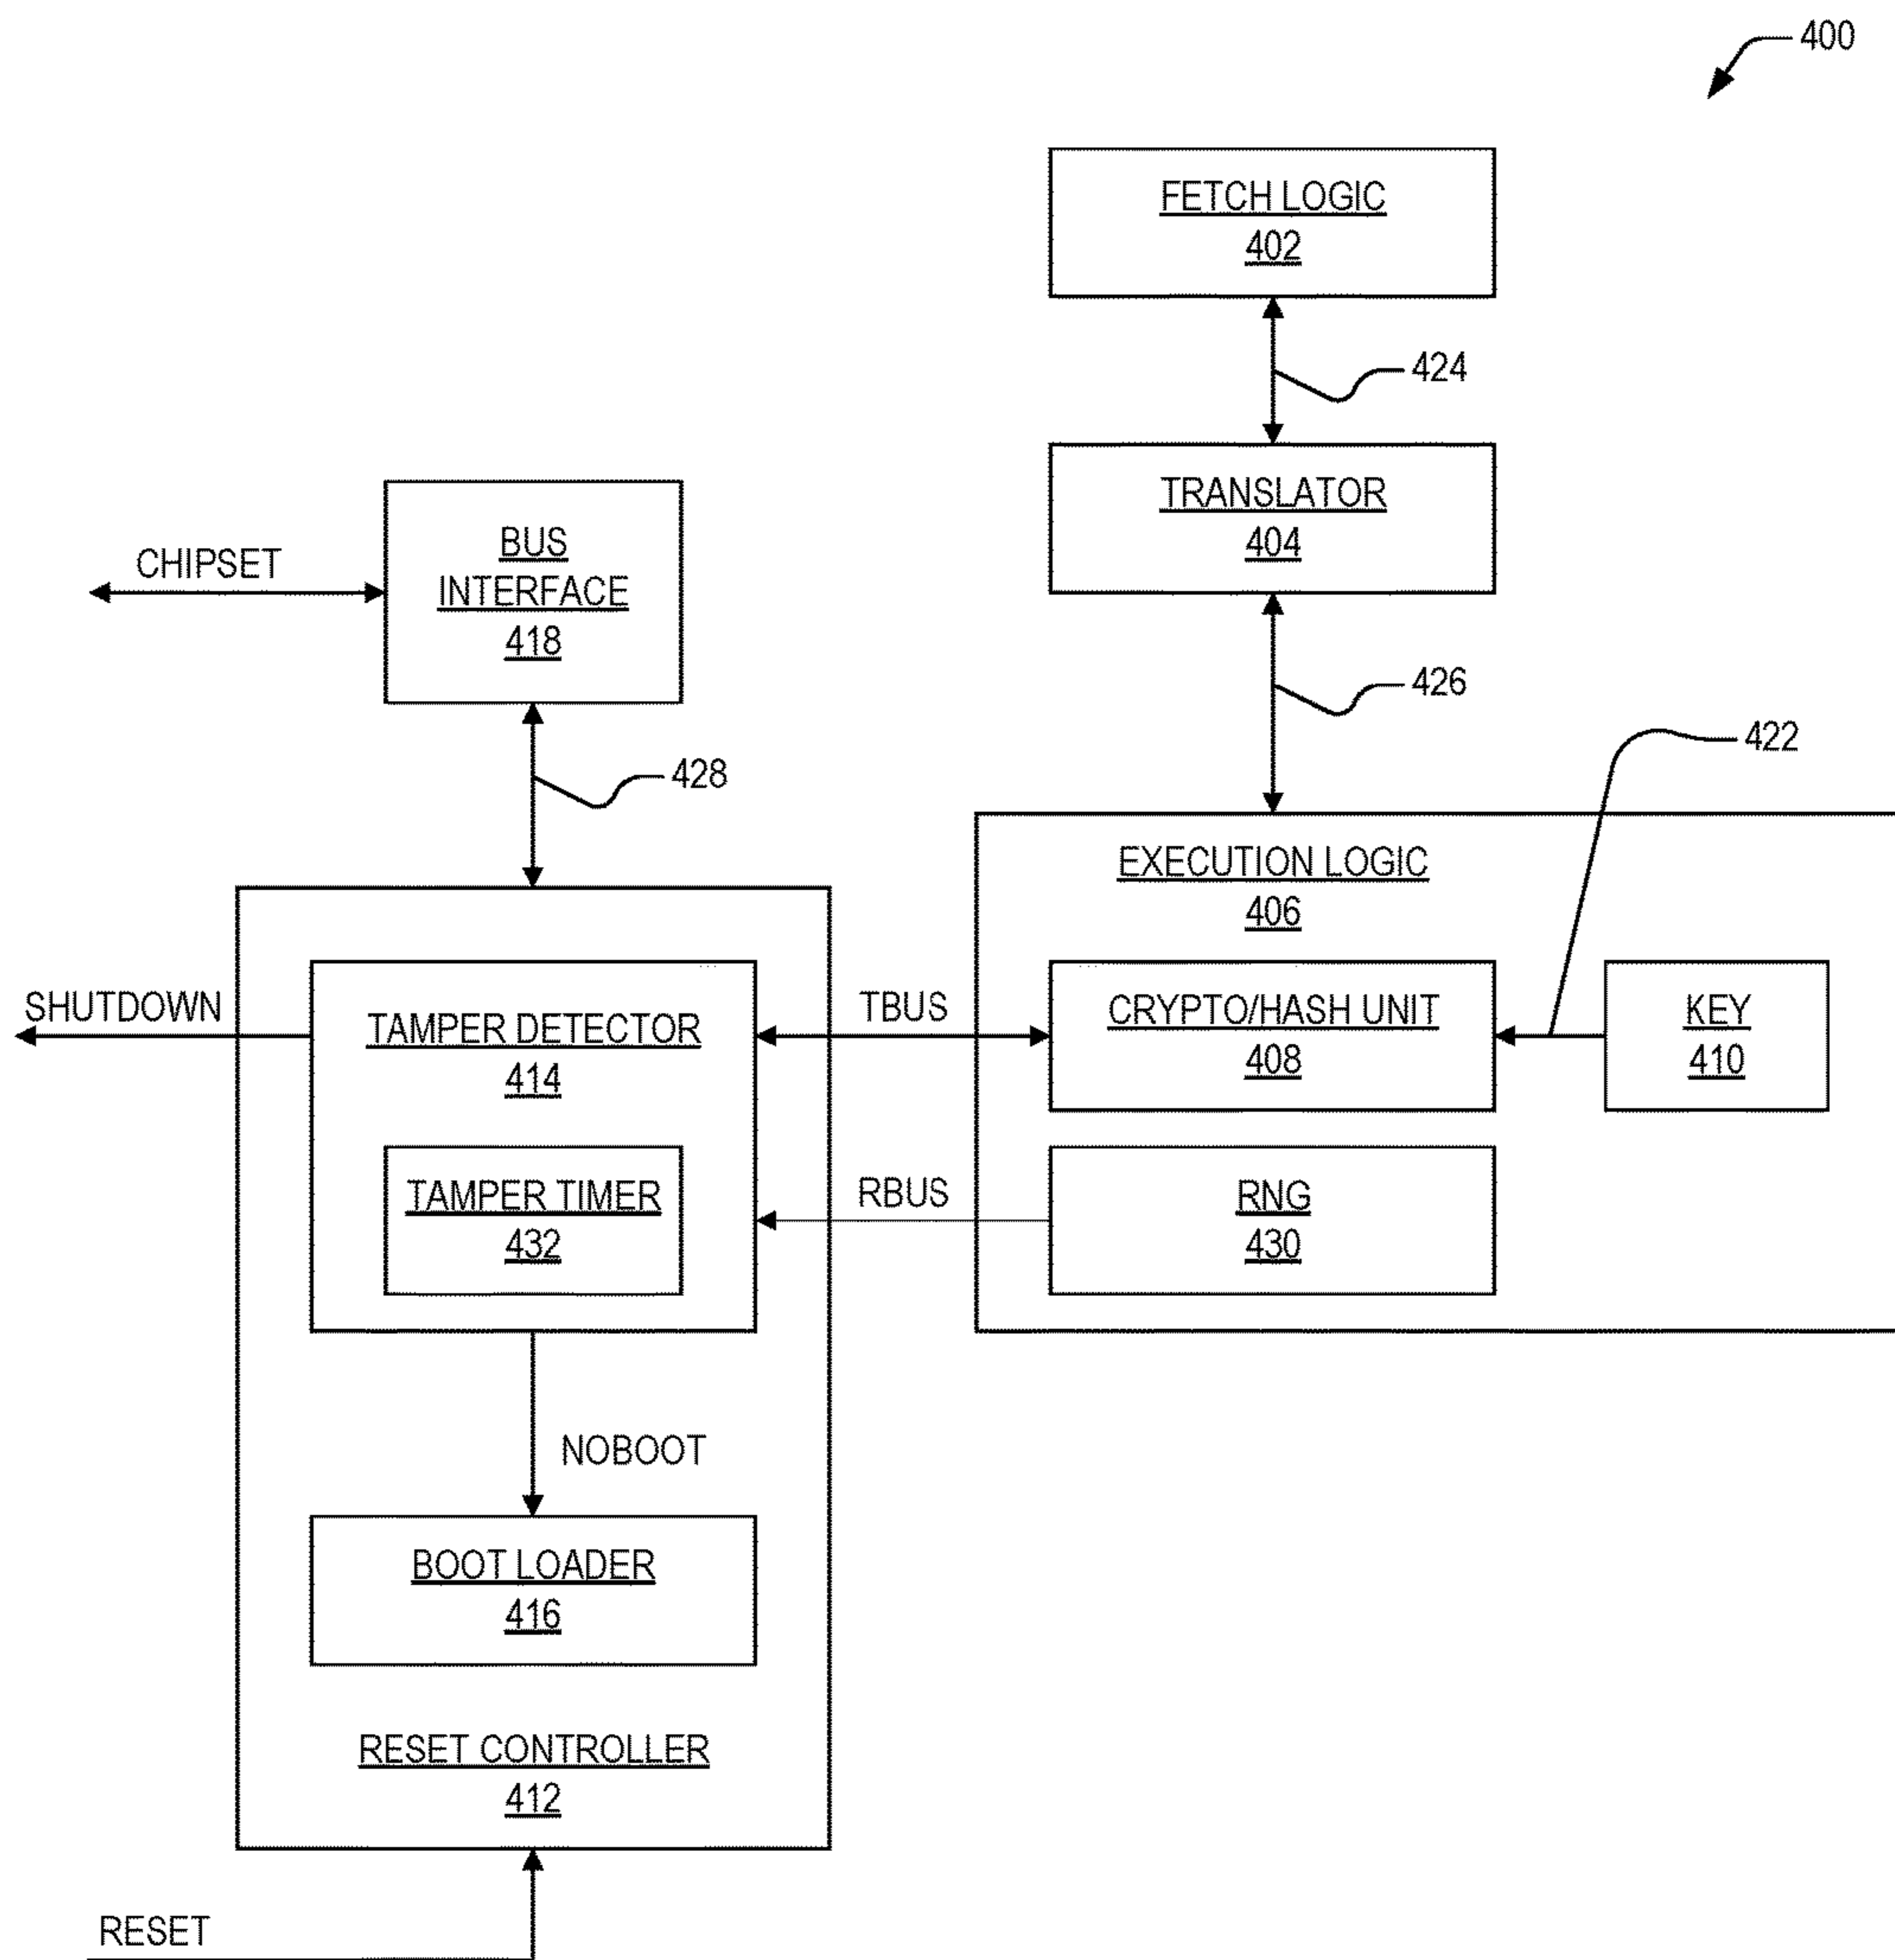 400
FETCH LOGIC
402
424
TRANSLATOR
404
BUS
INTERFACE
418
CHIPSET
426
422
428
EXECUTION LOGIC
406
SHUTDOWN
TAMPER DETECTOR
414
TBUS
CRYPTO/HASH UNIT
408
KEY
410
TAMPER TIMER
432
RBUS
RNG
430
NOBOOT
BOOT LOADER
416
RESET CONTROLLER
412
RESET